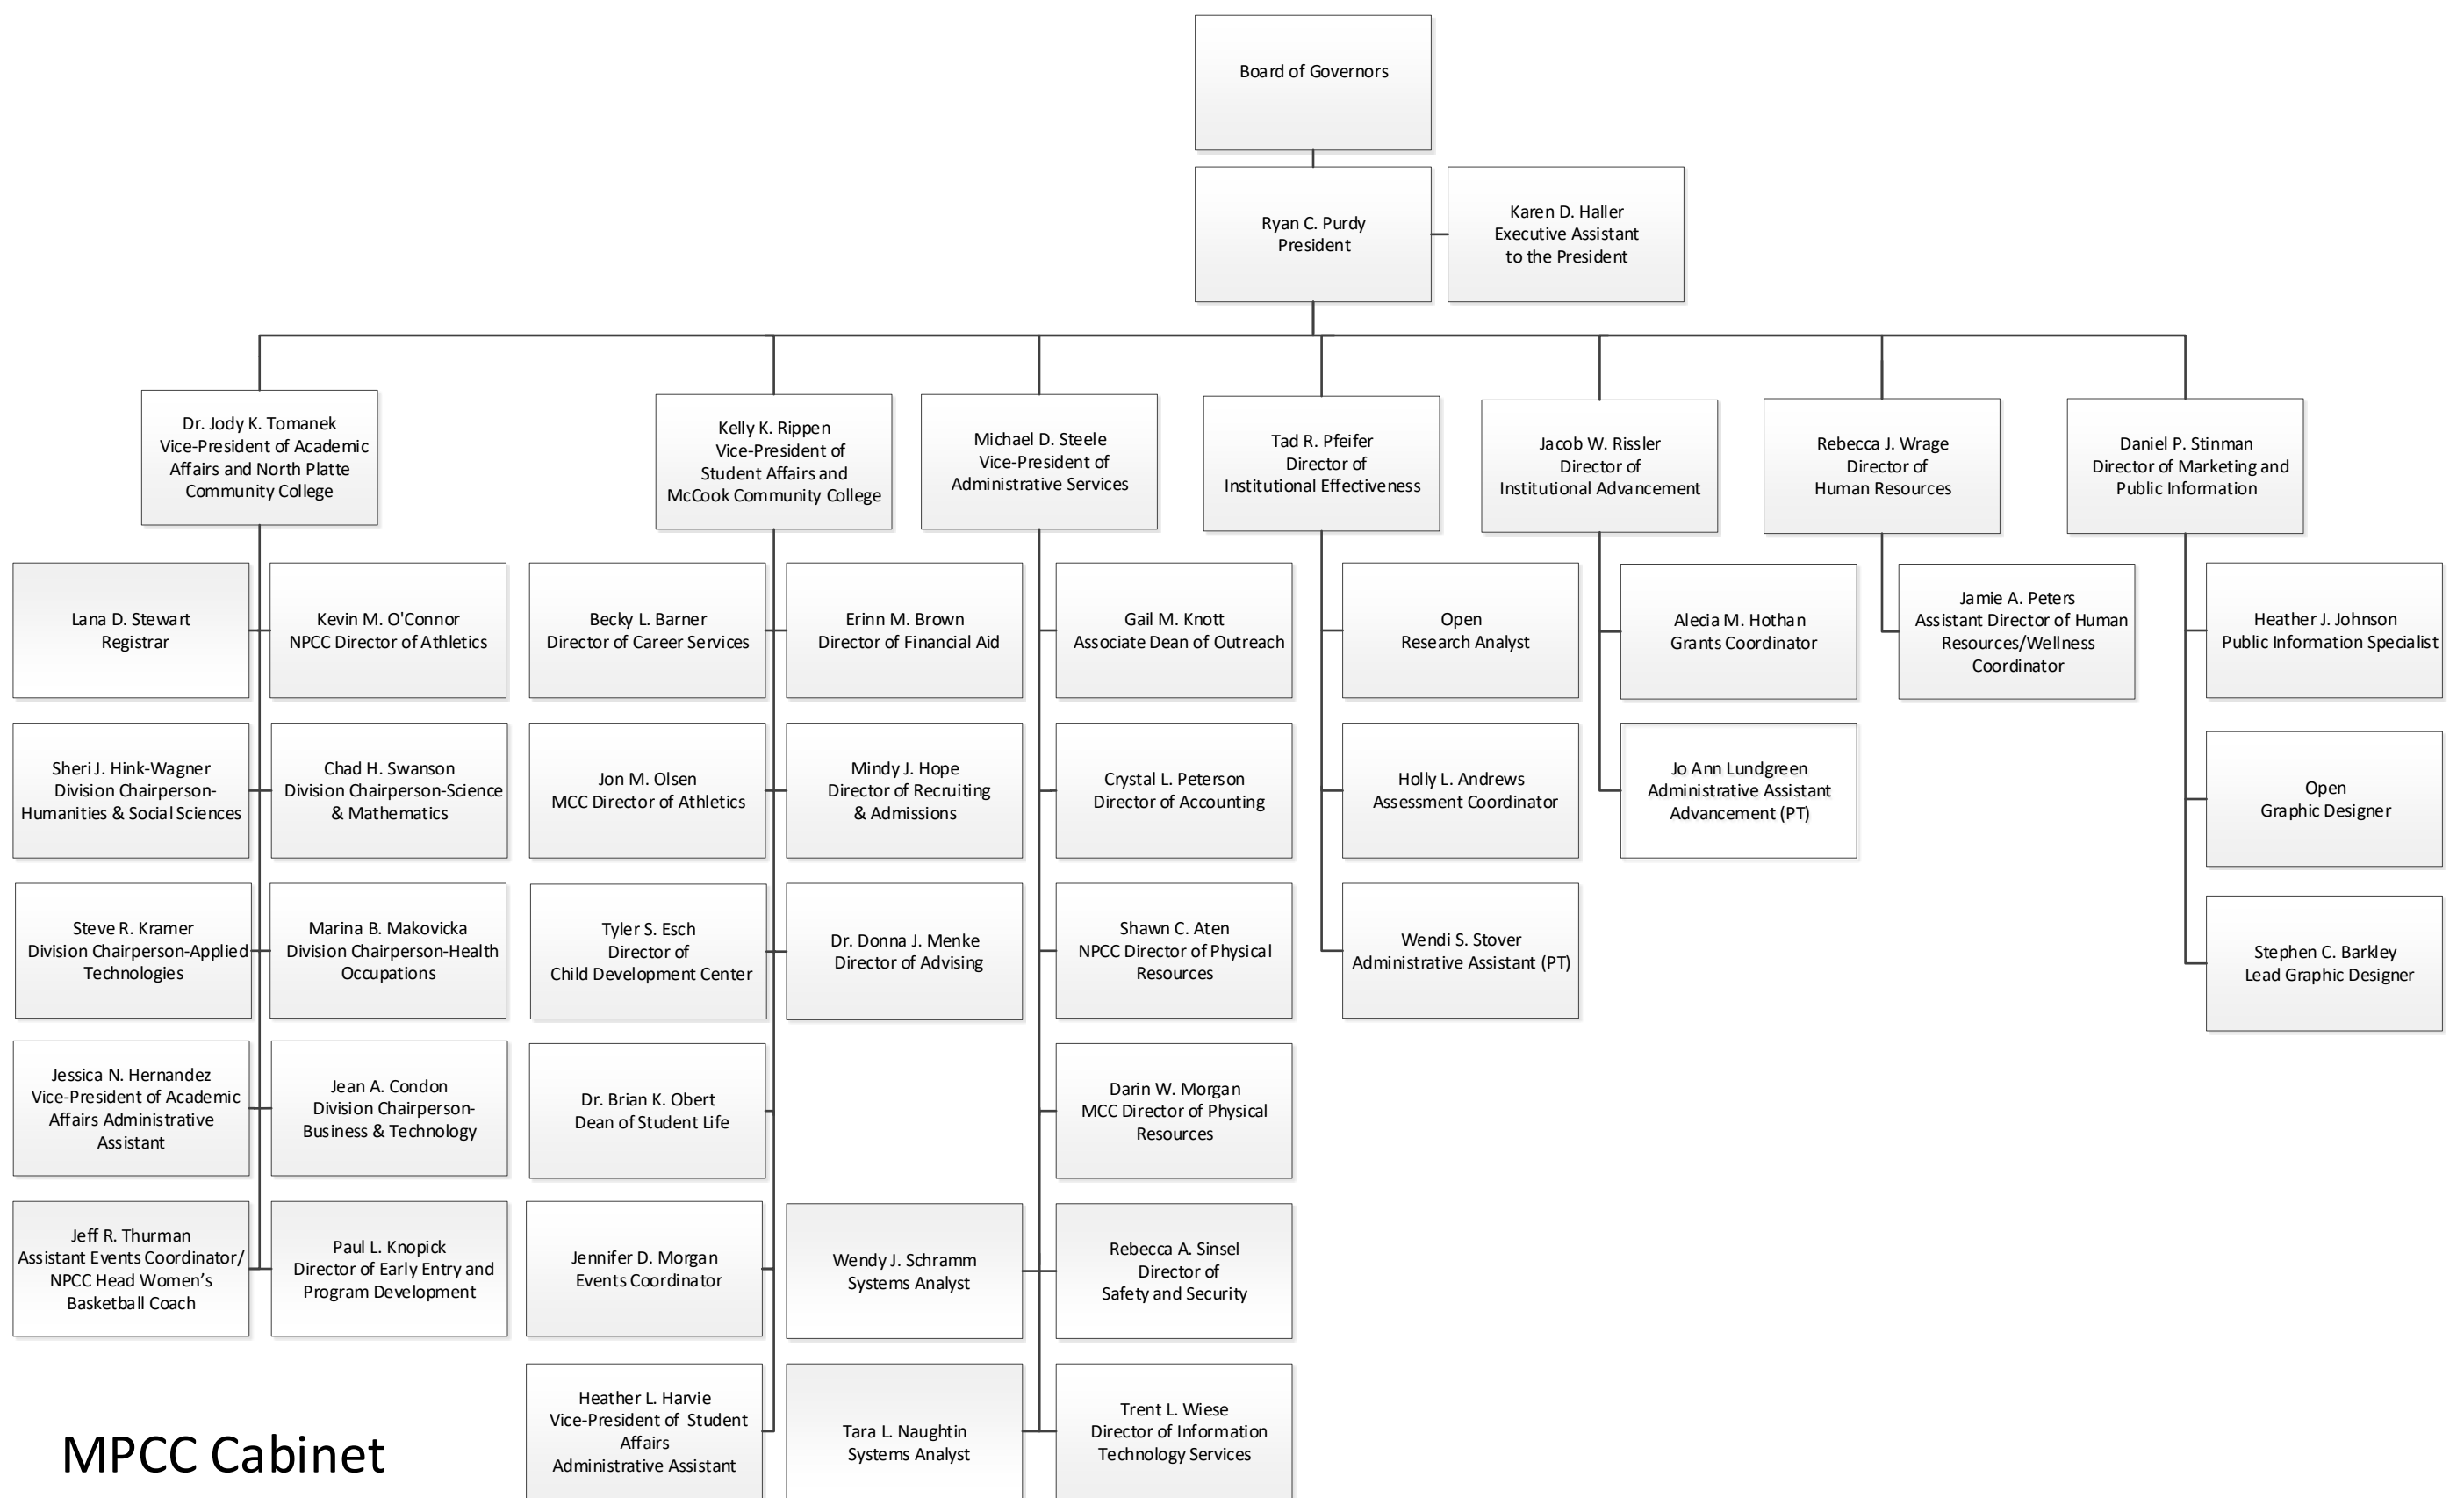 Board of Governors
Ryan C. Purdy
President
Karen D. Haller
Executive Assistant
to the President
Dr. Jody K. Tomanek
Vice-President of Academic
Affairs and North Platte
Community College
Kelly K. Rippen
Vice-President of
Student Affairs and
McCook Community College
Michael D. Steele
Vice-President of
Administrative Services
Tad R. Pfeifer
Director of
Institutional Effectiveness
Jacob W. Rissler
Director of
Institutional Advancement
Rebecca J. Wrage
Director of
Human Resources
Daniel P. Stinman
Director of Marketing and
Public Information
Lana D. Stewart
Registrar
Kevin M. O'Connor
NPCC Director of Athletics
Becky L. Barner
Director of Career Services
Erinn M. Brown
Director of Financial Aid
Gail M. Knott
Associate Dean of Outreach
Open
Research Analyst
Alecia M. Hothan
Grants Coordinator
Jamie A. Peters
Assistant Director of Human
Resources/Wellness
Coordinator
Heather J. Johnson
Public Information Specialist
Sheri J. Hink-Wagner
Division Chairperson-
Humanities & Social Sciences
Chad H. Swanson
Division Chairperson-Science
& Mathematics
Jon M. Olsen
MCC Director of Athletics
Mindy J. Hope
Director of Recruiting
& Admissions
Crystal L. Peterson
Director of Accounting
Holly L. Andrews
Assessment Coordinator
Jo Ann Lundgreen
Administrative Assistant
Advancement (PT)
Open
Graphic Designer
Steve R. Kramer
Division Chairperson-Applied
Technologies
Marina B. Makovicka
Division Chairperson-Health
Occupations
Tyler S. Esch
Director of
Child Development Center
Dr. Donna J. Menke
Director of Advising
Shawn C. Aten
NPCC Director of Physical
Resources
Wendi S. Stover
Administrative Assistant (PT)
Stephen C. Barkley
Lead Graphic Designer
Jessica N. Hernandez
Vice-President of Academic
Affairs Administrative
Assistant
Jean A. Condon
Division Chairperson-
Business & Technology
Dr. Brian K. Obert
Dean of Student Life
Darin W. Morgan
MCC Director of Physical
Resources
Jeff R. Thurman
Assistant Events Coordinator/
NPCC Head Women’s
Basketball Coach
Paul L. Knopick
Director of Early Entry and
Program Development
Jennifer D. Morgan
Events Coordinator
Wendy J. Schramm
Systems Analyst
Rebecca A. Sinsel
Director of
Safety and Security
Heather L. Harvie
Vice-President of Student
Affairs
Administrative Assistant
Tara L. Naughtin
Systems Analyst
Trent L. Wiese
Director of Information
Technology Services
MPCC Cabinet